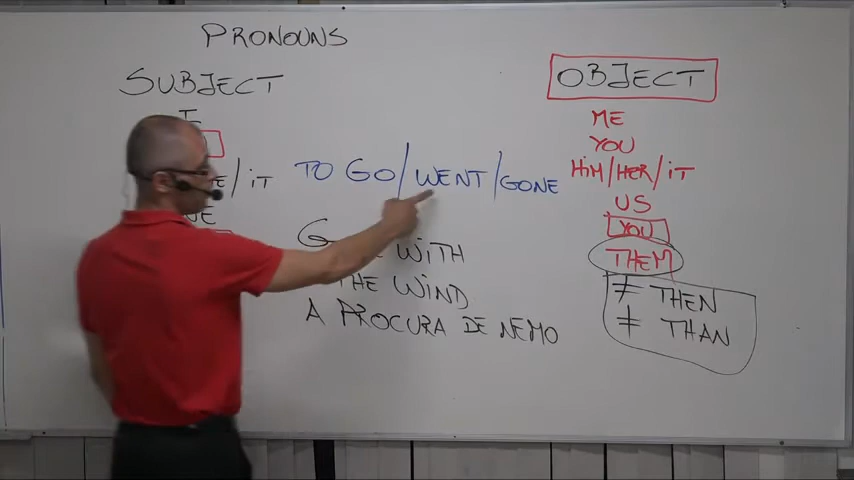 PRONOUNS
SUBJECT
I
/ IT
TO GO / WENT / GONE
WITH
THE WIND
A PROCURA DE NEMO
OBJECT
ME
YOU
HIM/HER/IT
US
YOU
THEM
≠ THEN
≠ THAN